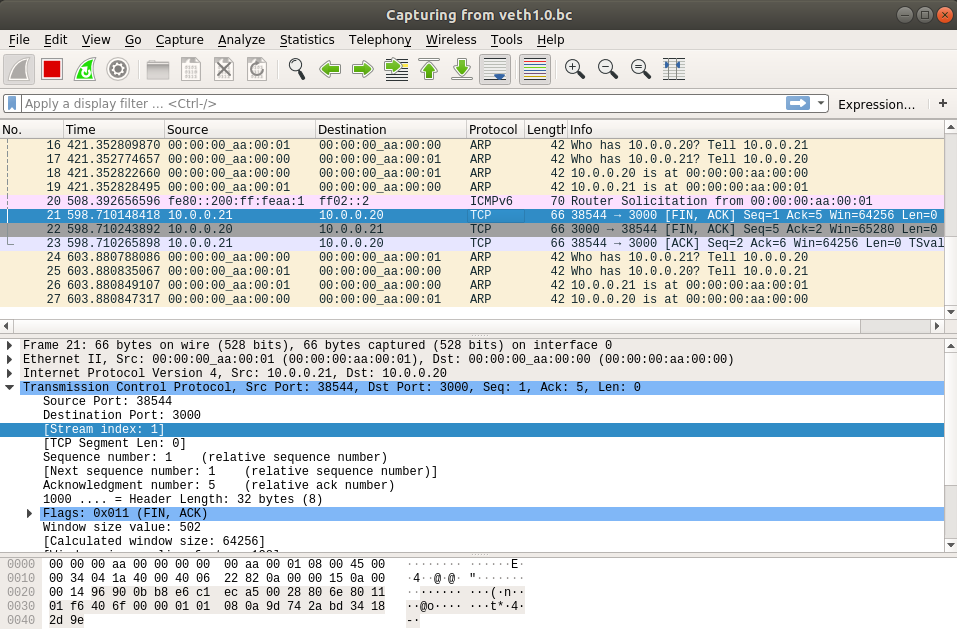 Capturing from veth1.0.bc
File Edit View Go Capture Analyze Statistics Telephony Wireless Tools Help
Apply a display filter ... <Ctrl-/> Expression... +
No. Time Source Destination Protocol Length Info
16 421.352809870 00:00:00_aa:00:01 00:00:00_aa:00:00 ARP 42 Who has 10.0.0.20? Tell 10.0.0.21
17 421.352774657 00:00:00_aa:00:00 00:00:00_aa:00:01 ARP 42 Who has 10.0.0.21? Tell 10.0.0.20
18 421.352822660 00:00:00_aa:00:00 00:00:00_aa:00:01 ARP 42 10.0.0.20 is at 00:00:00:aa:00:00
19 421.352828495 00:00:00_aa:00:01 00:00:00_aa:00:00 ARP 42 10.0.0.21 is at 00:00:00:aa:00:01
20 508.392656596 fe80::200:ff:feaa:1 ff02::2 ICMPv6 70 Router Solicitation from 00:00:00:aa:00:01
21 598.710148418 10.0.0.21 10.0.0.20 TCP 66 38544 → 3000 [FIN, ACK] Seq=1 Ack=5 Win=64256 Len=0
22 598.710243892 10.0.0.20 10.0.0.21 TCP 66 3000 → 38544 [FIN, ACK] Seq=5 Ack=2 Win=65280 Len=0
23 598.710265898 10.0.0.21 10.0.0.20 TCP 66 38544 → 3000 [ACK] Seq=2 Ack=6 Win=64256 Len=0 TSval
24 603.880788086 00:00:00_aa:00:00 00:00:00_aa:00:01 ARP 42 Who has 10.0.0.21? Tell 10.0.0.20
25 603.880835067 00:00:00_aa:00:01 00:00:00_aa:00:00 ARP 42 Who has 10.0.0.20? Tell 10.0.0.21
26 603.880849107 00:00:00_aa:00:01 00:00:00_aa:00:00 ARP 42 10.0.0.21 is at 00:00:00:aa:00:01
27 603.880847317 00:00:00_aa:00:00 00:00:00_aa:00:01 ARP 42 10.0.0.20 is at 00:00:00:aa:00:00
Frame 21: 66 bytes on wire (528 bits), 66 bytes captured (528 bits) on interface 0
Ethernet II, Src: 00:00:00_aa:00:01 (00:00:00:aa:00:01), Dst: 00:00:00_aa:00:00 (00:00:00:aa:00:00)
Internet Protocol Version 4, Src: 10.0.0.21, Dst: 10.0.0.20
Transmission Control Protocol, Src Port: 38544, Dst Port: 3000, Seq: 1, Ack: 5, Len: 0
Source Port: 38544
Destination Port: 3000
[Stream index: 1]
[TCP Segment Len: 0]
Sequence number: 1 (relative sequence number)
[Next sequence number: 1 (relative sequence number)]
Acknowledgment number: 5 (relative ack number)
1000 .... = Header Length: 32 bytes (8)
Flags: 0x011 (FIN, ACK)
Window size value: 502
[Calculated window size: 64256]
0000 00 00 00 aa 00 00 00 00 00 aa 00 01 08 00 45 00 ········ ······E·
0010 00 34 04 1a 40 00 40 06 22 82 0a 00 00 15 0a 00 ·4··@·@· "·······
0020 00 14 96 90 0b b8 e6 c1 ec a5 00 28 80 6e 80 11 ········ ···(·n··
0030 01 f6 40 6f 00 00 01 01 08 0a 9d 74 2a bd 34 18 ··@o···· ···t*·4·
0040 2d 9e -·